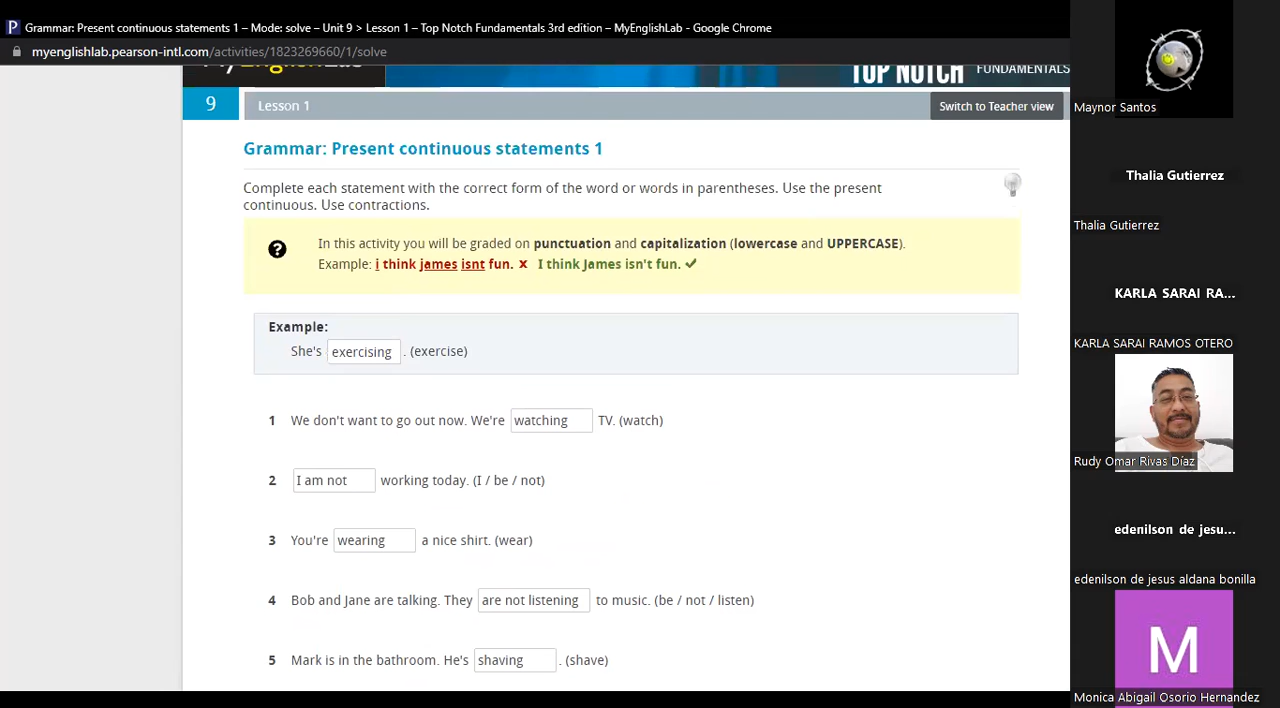 Grammar: Present continuous statements 1 – Mode: solve – Unit 9 > Lesson 1 – Top Notch Fundamentals 3rd edition – MyEnglishLab - Google Chrome
myenglishlab.pearson-intl.com/activities/1823269660/1/solve
MyEnglishLab
TOP NOTCH FUNDAMENTALS
9 Lesson 1 Switch to Teacher view
Grammar: Present continuous statements 1
Complete each statement with the correct form of the word or words in parentheses. Use the present
continuous. Use contractions.
In this activity you will be graded on punctuation and capitalization (lowercase and UPPERCASE).
Example: i think james isnt fun. x I think James isn't fun. ✓
Example:
She's exercising . (exercise)
1 We don't want to go out now. We're watching TV. (watch)
2 I am not working today. (I / be / not)
3 You're wearing a nice shirt. (wear)
4 Bob and Jane are talking. They are not listening to music. (be / not / listen)
5 Mark is in the bathroom. He's shaving . (shave)
Maynor Santos
Thalia Gutierrez
Thalia Gutierrez
KARLA SARAI RA...
KARLA SARAI RAMOS OTERO
Rudy Omar Rivas Díaz
edenilson de jesu...
edenilson de jesus aldana bonilla
M
Monica Abigail Osorio Hernandez